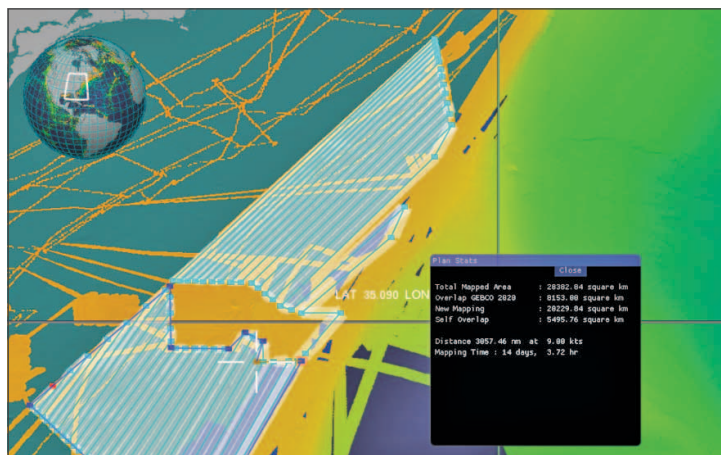 LAT 35.090 LON
Plan Stats
Close
Total Mapped Area : 28382.84 square km
Overlap GEBCO 2020 : 8153.00 square km
New Mapping : 20229.84 square km
Self Overlap : 5495.76 square km
Distance 3057.46 nm at 9.00 kts
Mapping Time : 14 days, 3.72 hr